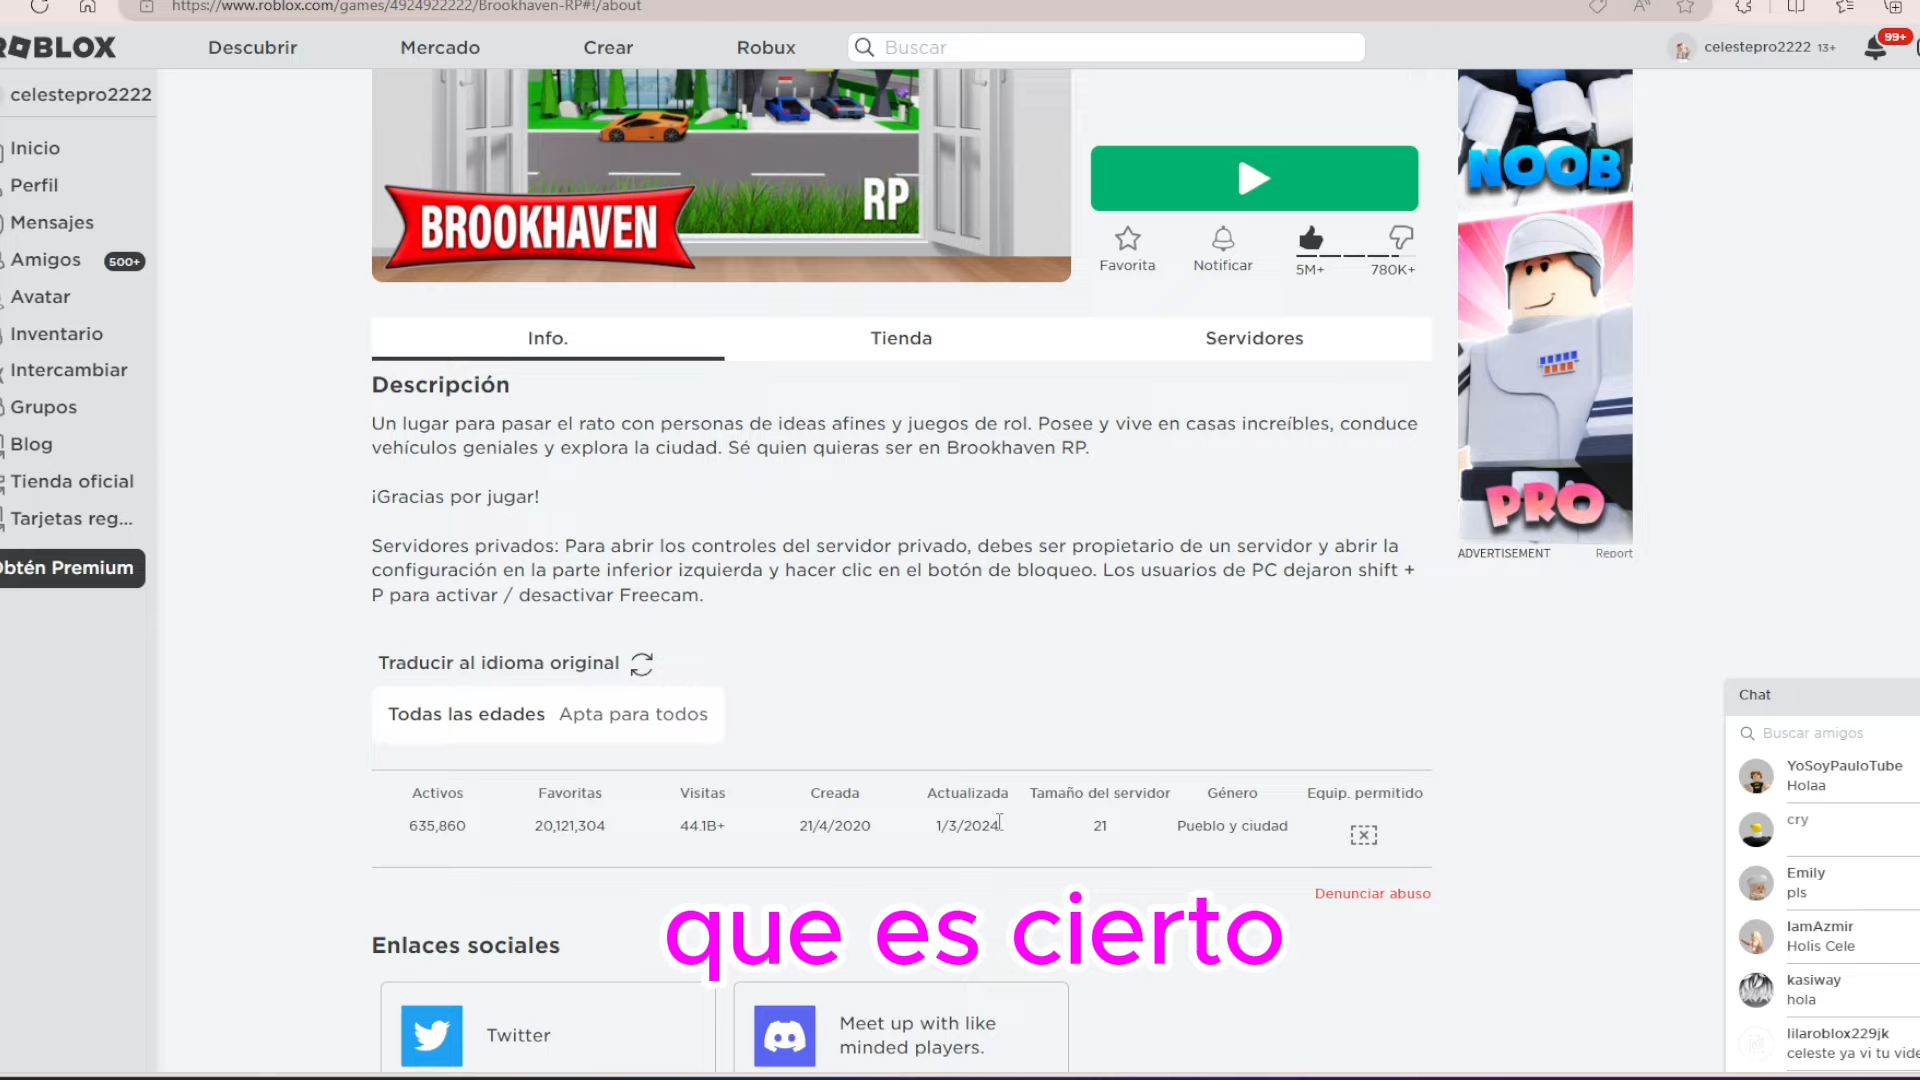 https://www.roblox.com/games/4924922222/Brookhaven-RP#!/about
ROBLOX
Descubrir
Mercado
Crear
Robux
Buscar
celestepro2222 13+
99+
celestepro2222
Inicio
Perfil
Mensajes
Amigos 500+
Avatar
Inventario
Intercambiar
Grupos
Blog
Tienda oficial
Tarjetas reg...
Obtén Premium
BROOKHAVEN
RP
Favorita
Notificar
5M+
780K+
NOOB
PRO
ADVERTISEMENT
Report
Info.
Tienda
Servidores
Descripción
Un lugar para pasar el rato con personas de ideas afines y juegos de rol. Posee y vive en casas increíbles, conduce
vehículos geniales y explora la ciudad. Sé quien quieras ser en Brookhaven RP.
¡Gracias por jugar!
Servidores privados: Para abrir los controles del servidor privado, debes ser propietario de un servidor y abrir la
configuración en la parte inferior izquierda y hacer clic en el botón de bloqueo. Los usuarios de PC dejaron shift +
P para activar / desactivar Freecam.
Traducir al idioma original
Todas las edades Apta para todos
Activos
Favoritas
Visitas
Creada
Actualizada
Tamaño del servidor
Género
Equip. permitido
635,860
20,121,304
44.1B+
21/4/2020
1/3/2024
21
Pueblo y ciudad
Denunciar abuso
que es cierto
Enlaces sociales
Twitter
Meet up with like
minded players.
Chat
Buscar amigos
YoSoyPauloTube
Holaa
cry
Emily
pls
IamAzmir
Holis Cele
kasiway
hola
lilaroblox229jk
celeste ya vi tu vide